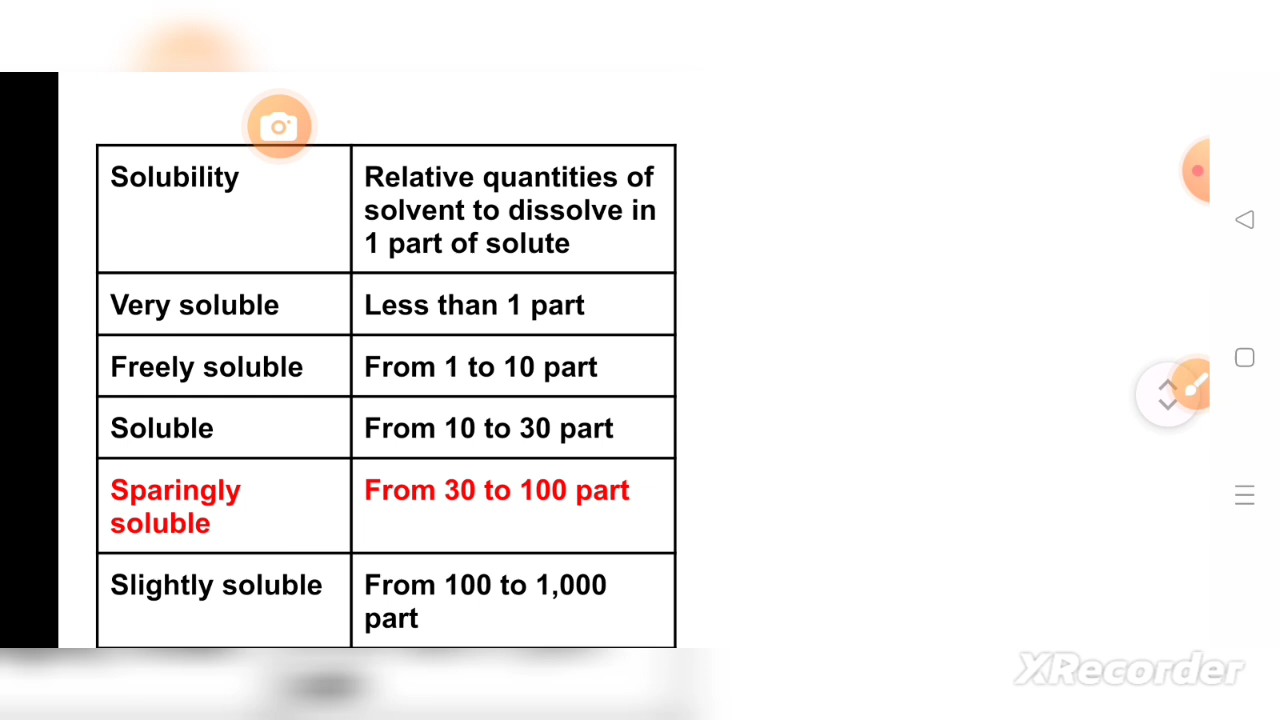 Solubility
Relative quantities of
solvent to dissolve in
1 part of solute
Very soluble
Less than 1 part
Freely soluble
From 1 to 10 part
Soluble
From 10 to 30 part
Sparingly
soluble
From 30 to 100 part
Slightly soluble
From 100 to 1,000
part
XRecorder